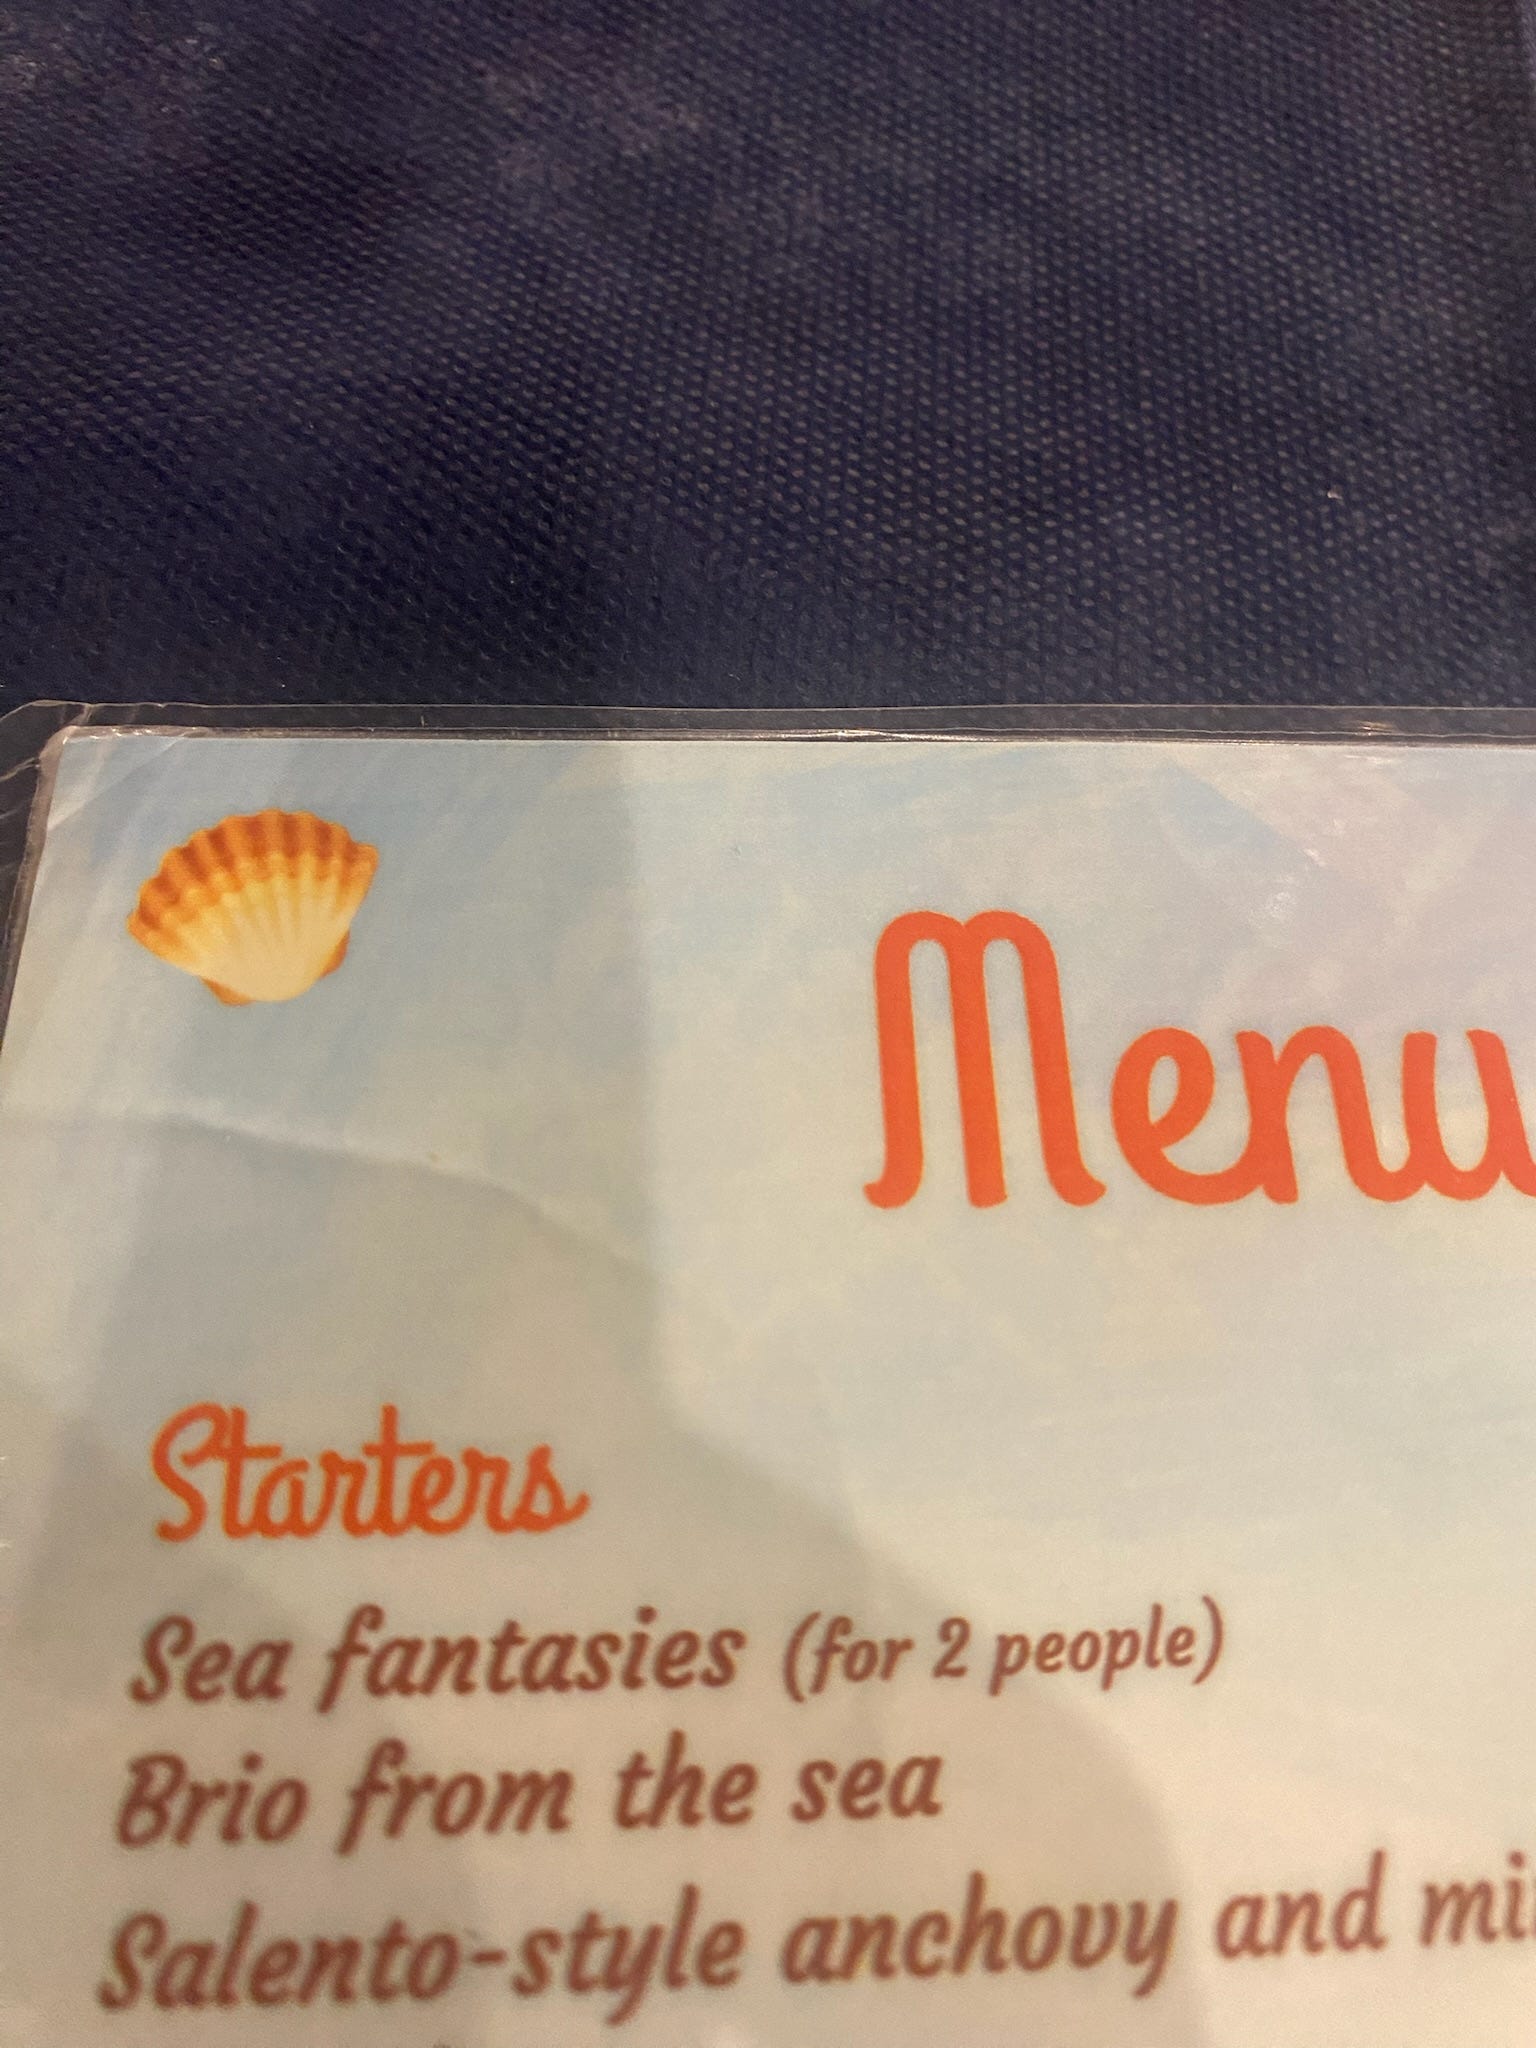 Menu
Starters
Sea fantasies (for 2 people)
Brio from the sea
Salento-style anchovy and